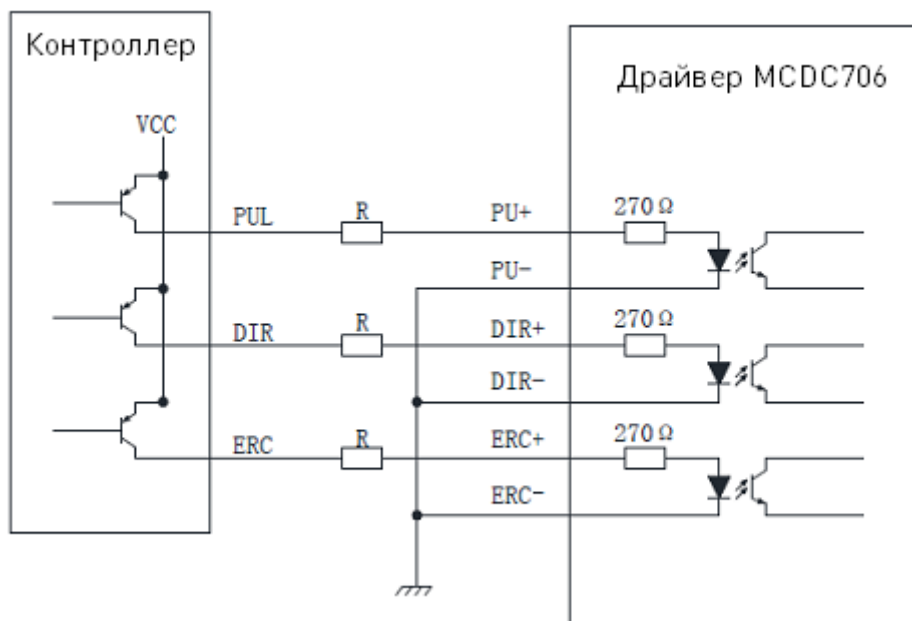 Контроллер
Драйвер MCDC706
VCC
PUL
R
PU+
270Ω
PU-
DIR
R
DIR+
270Ω
DIR-
ERC
R
ERC+
270Ω
ERC-